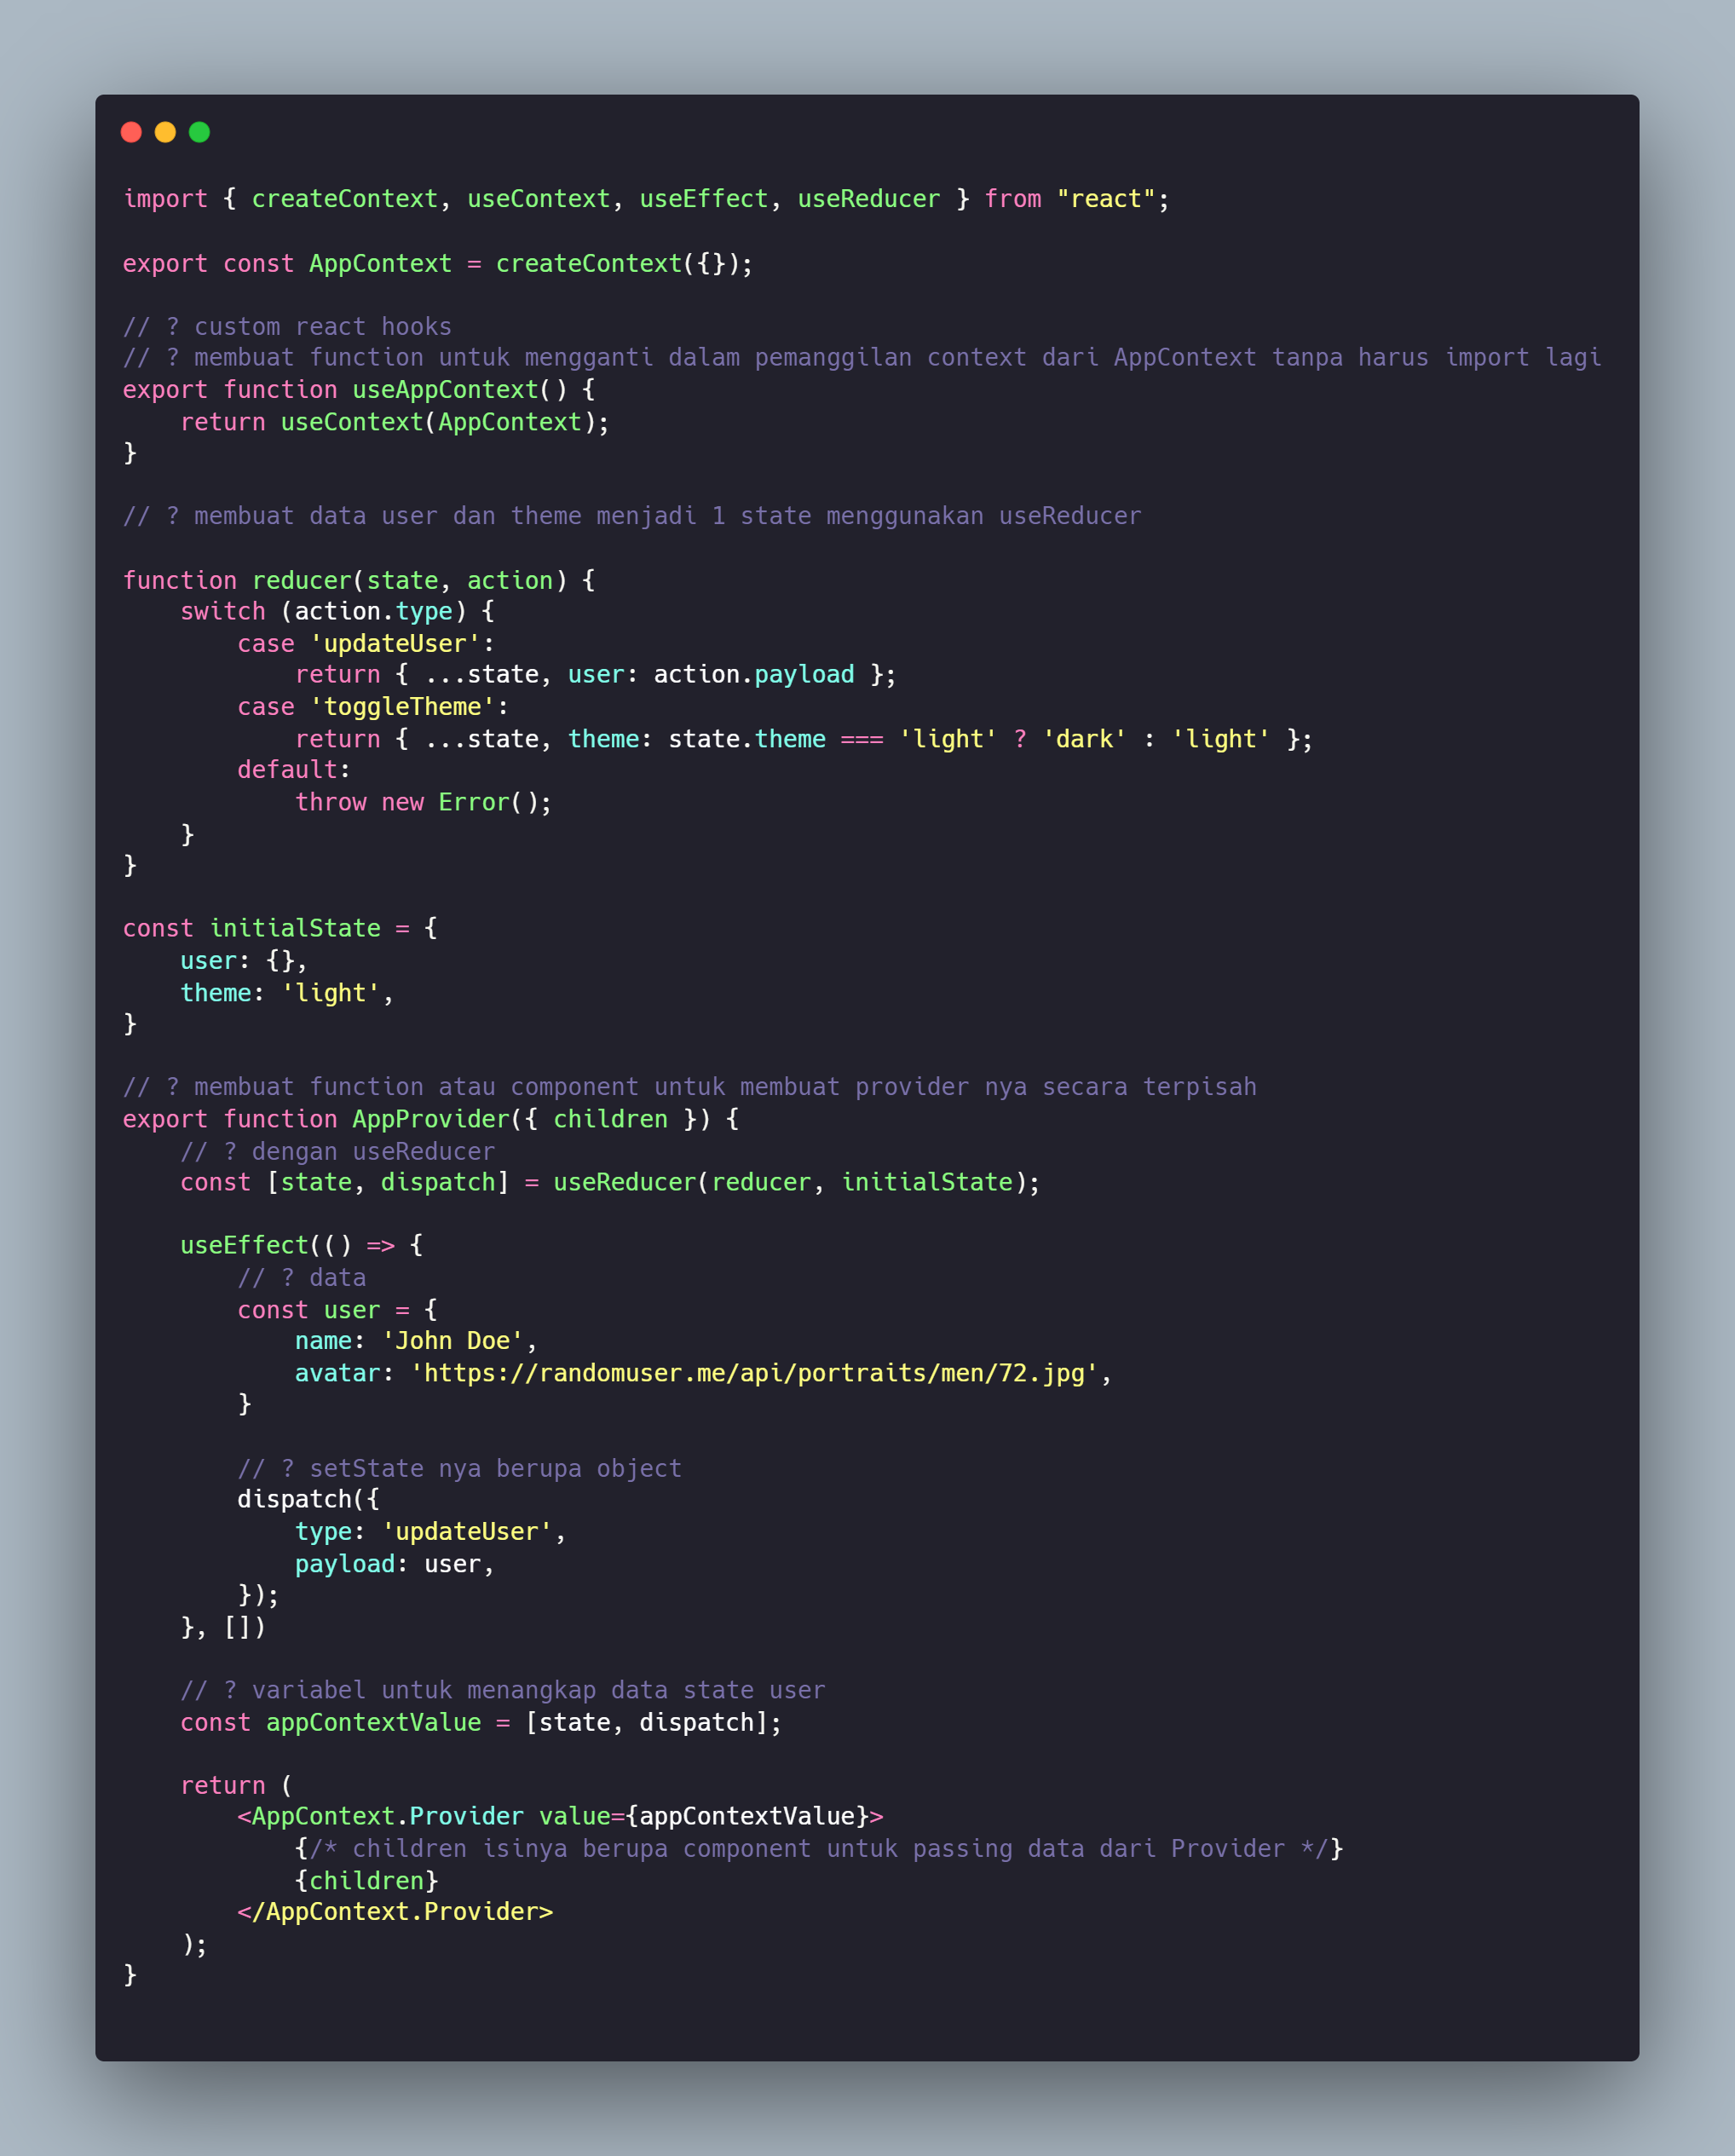 import { createContext, useContext, useEffect, useReducer } from "react";

export const AppContext = createContext({});

// ? custom react hooks
// ? membuat function untuk mengganti dalam pemanggilan context dari AppContext tanpa harus import lagi
export function useAppContext() {
    return useContext(AppContext);
}

// ? membuat data user dan theme menjadi 1 state menggunakan useReducer

function reducer(state, action) {
    switch (action.type) {
        case 'updateUser':
            return { ...state, user: action.payload };
        case 'toggleTheme':
            return { ...state, theme: state.theme === 'light' ? 'dark' : 'light' };
        default:
            throw new Error();
    }
}

const initialState = {
    user: {},
    theme: 'light',
}

// ? membuat function atau component untuk membuat provider nya secara terpisah
export function AppProvider({ children }) {
    // ? dengan useReducer
    const [state, dispatch] = useReducer(reducer, initialState);

    useEffect(() => {
        // ? data
        const user = {
            name: 'John Doe',
            avatar: 'https://randomuser.me/api/portraits/men/72.jpg',
        }

        // ? setState nya berupa object
        dispatch({
            type: 'updateUser',
            payload: user,
        });
    }, [])

    // ? variabel untuk menangkap data state user
    const appContextValue = [state, dispatch];

    return (
        <AppContext.Provider value={appContextValue}>
            {/* children isinya berupa component untuk passing data dari Provider */}
            {children}
        </AppContext.Provider>
    );
}